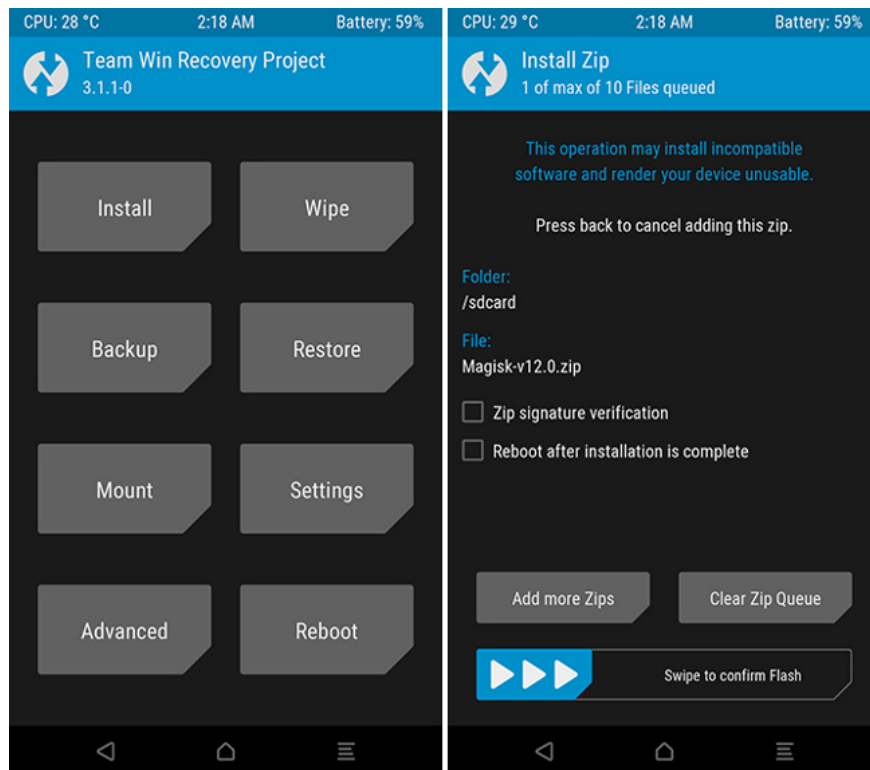 CPU: 28 °C 2:18 AM Battery: 59%
Team Win Recovery Project
3.1.1-0
Install Wipe
Backup Restore
Mount Settings
Advanced Reboot
CPU: 29 °C 2:18 AM Battery: 59%
Install Zip
1 of max of 10 Files queued
This operation may install incompatible
software and render your device unusable.
Press back to cancel adding this zip.
Folder:
/sdcard
File:
Magisk-v12.0.zip
Zip signature verification
Reboot after installation is complete
Add more Zips Clear Zip Queue
Swipe to confirm Flash